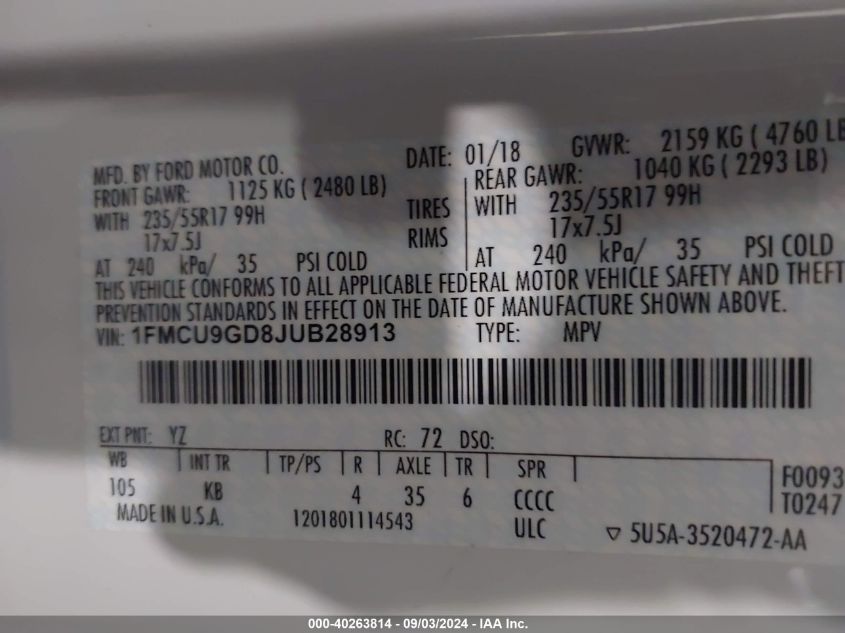 MFD. BY FORD MOTOR CO. DATE: 01/18 GVWR: 2159 KG ( 4760 LB
FRONT GAWR: 1125 KG ( 2480 LB) REAR GAWR: 1040 KG ( 2293 LB)
WITH 235/55R17 99H TIRES WITH 235/55R17 99H
17x7.5J RIMS 17x7.5J
AT 240 kPa/ 35 PSI COLD AT 240 kPa/ 35 PSI COLD
THIS VEHICLE CONFORMS TO ALL APPLICABLE FEDERAL MOTOR VEHICLE SAFETY AND THEFT
PREVENTION STANDARDS IN EFFECT ON THE DATE OF MANUFACTURE SHOWN ABOVE.
VIN: 1FMCU9GD8JUB28913 TYPE: MPV
EXT PNT: YZ RC: 72 DSO:
WB INT TR TP/PS R AXLE TR SPR F0093
105 KB 4 35 6 CCCC T0247
MADE IN U.S.A. 1201801114543 ULC ▽ 5U5A-3520472-AA
000-40263814 - 09/03/2024 - IAA Inc.